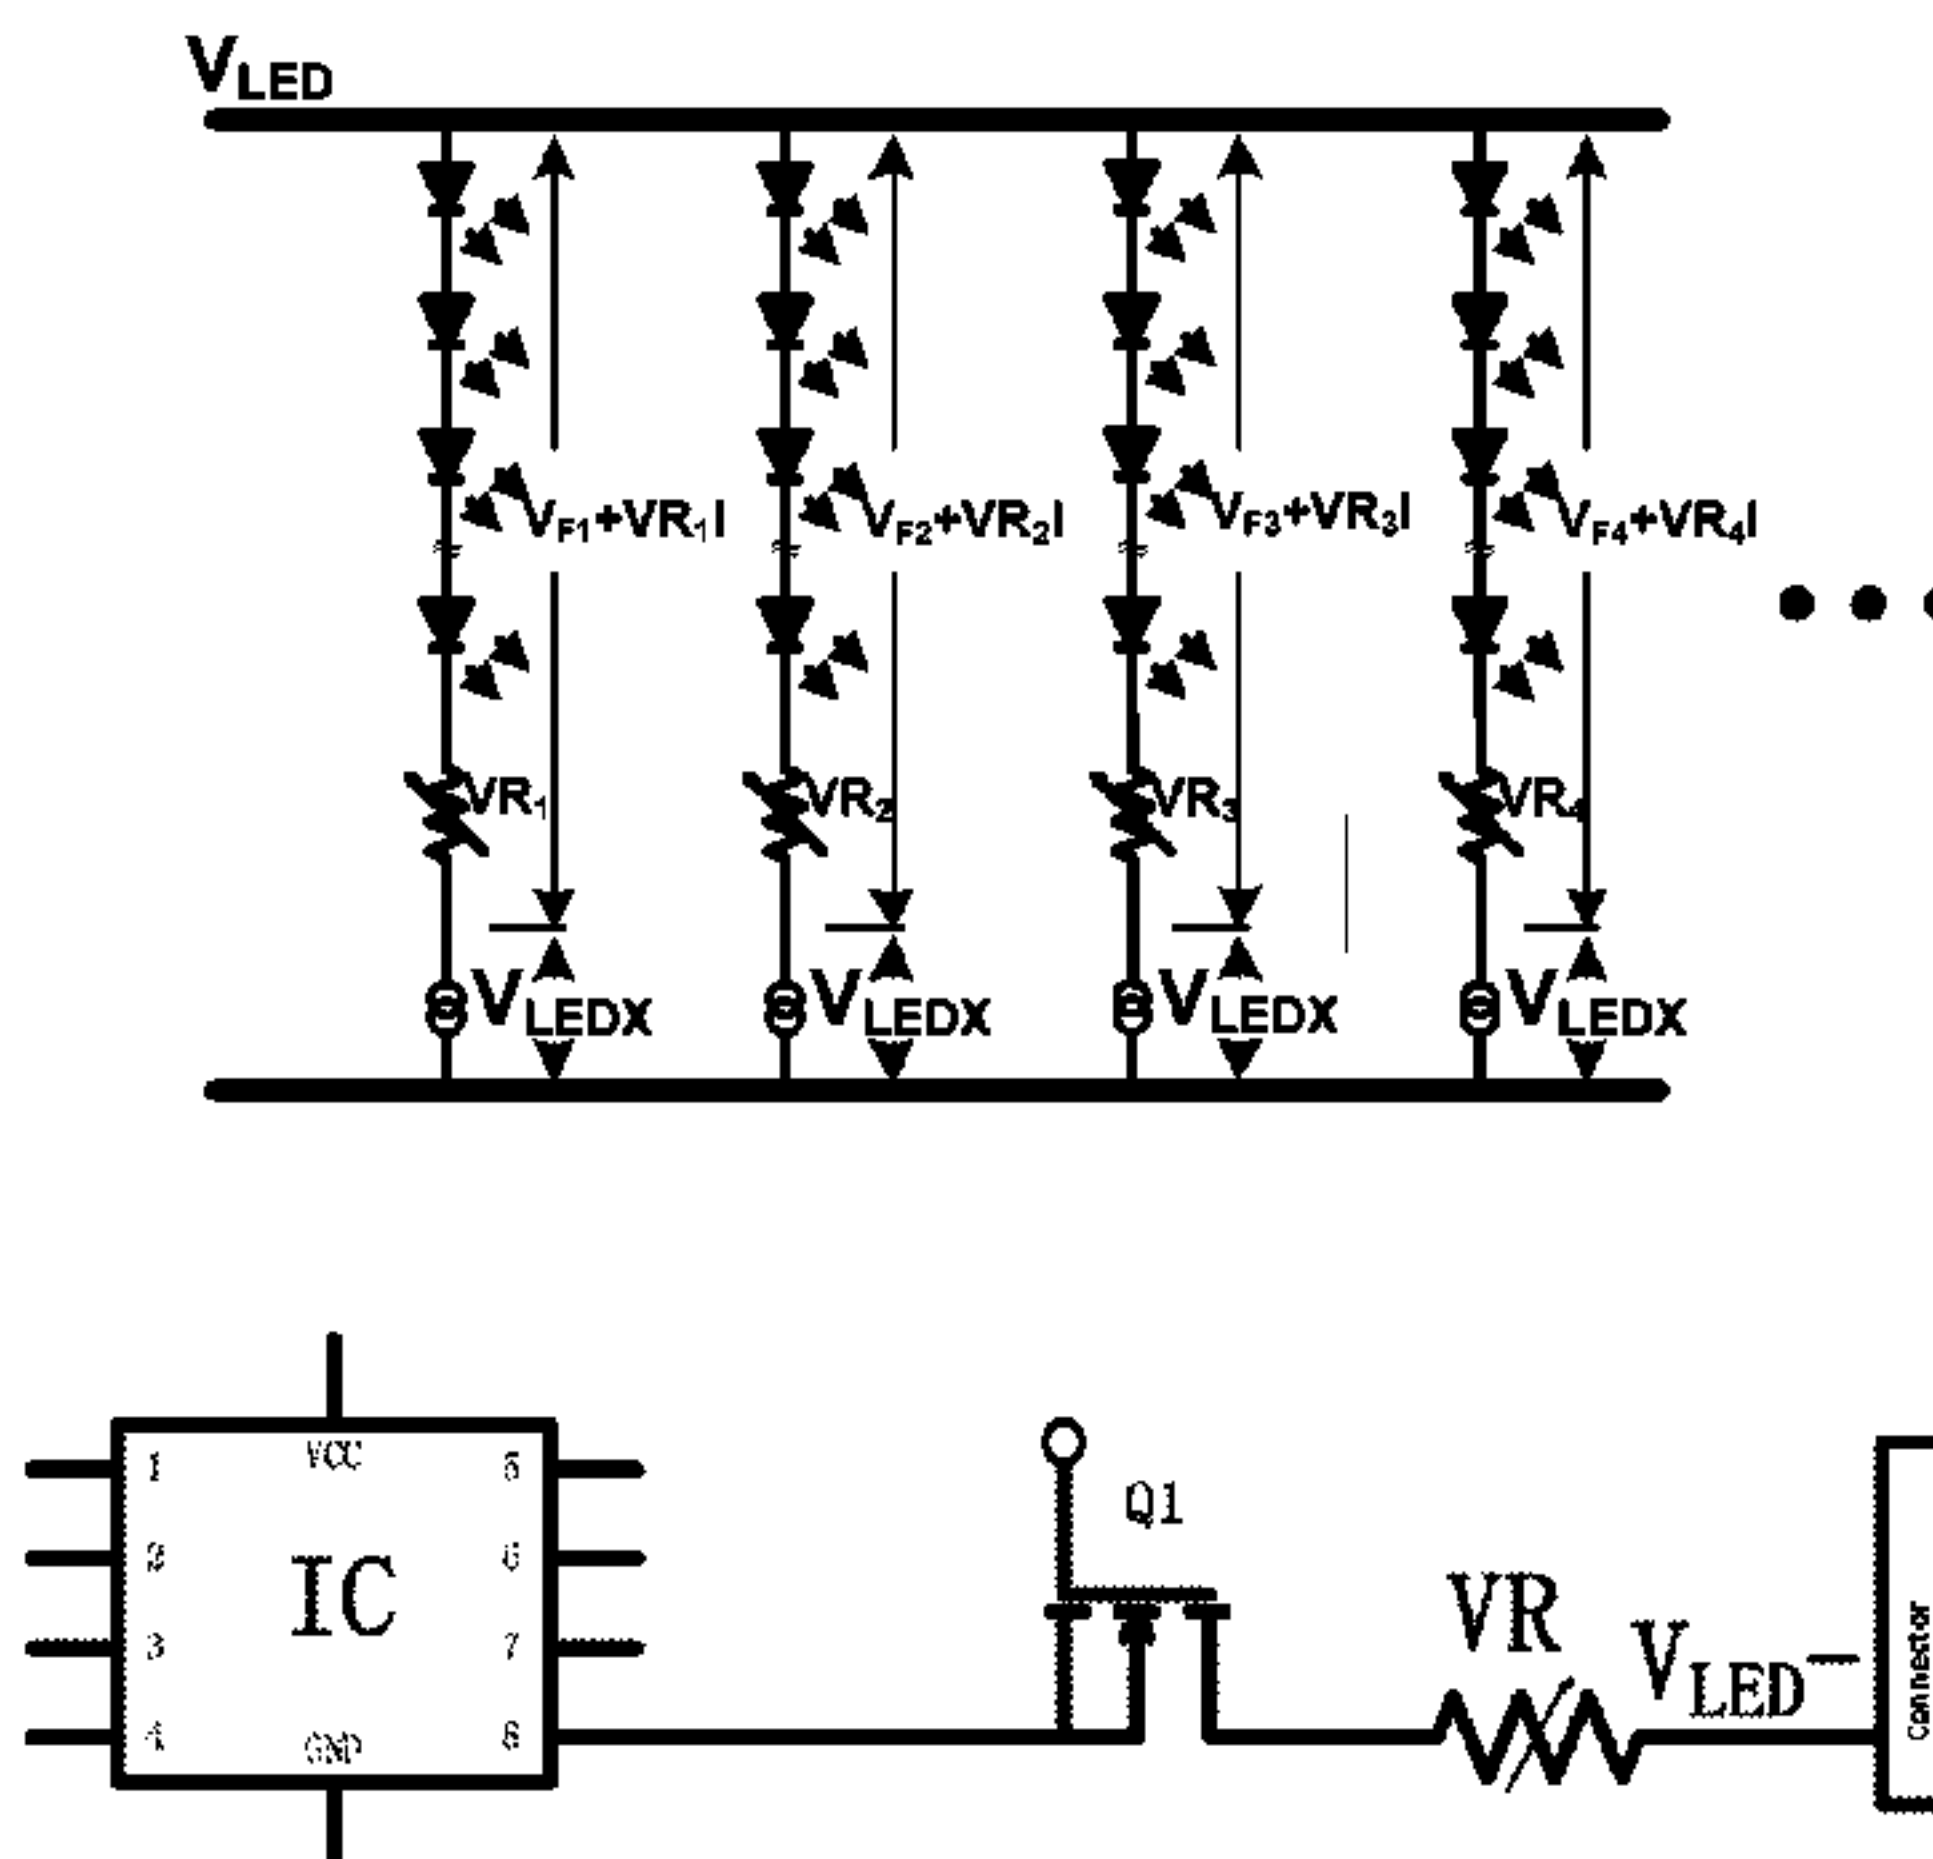 VLED
VF1+VR1I VF2+VR2I VF3+VR3I VF4+VR4I
VR1 VR2 VR3 VR4
VLEDX VLEDX VLEDX VLEDX
1 VCC 5
2 6
IC
3 7
4 GND 8
Q1
VR
VLED-
Connector